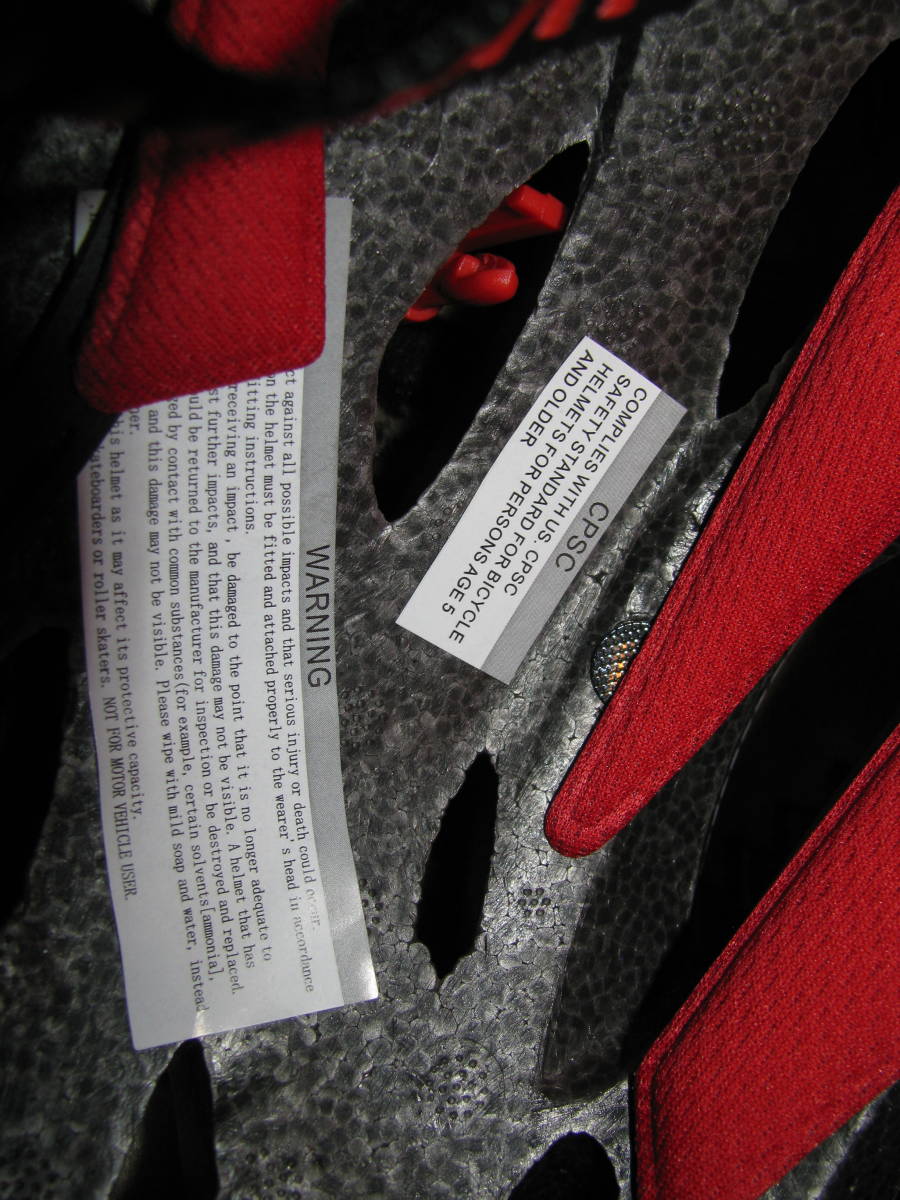 WARNING
ct against all possible impacts and that serious injury or death could occur.
on the helmet must be fitted and attached properly to the wearer's head in accordance
itting instructions.
receiving an impact, be damaged to the point that it is no longer adequate to
st further impacts, and that this damage may not be visible. A helmet that has
uld be returned to the manufacturer for inspection or be destroyed and replaced.
ed by contact with common substances(for example, certain solvents[ammonia],
and this damage may not be visible. Please wipe with mild soap and water, instead
per.
his helmet as it may affect its protective capacity.
kateboarders or roller skaters. NOT FOR MOTOR VEHICLE USER.
CPSC
COMPLIES WITH US. CPSC
SAFETY STANDARD FOR BICYCLE
HELMETS FOR PERSONS AGE 5
AND OLDER